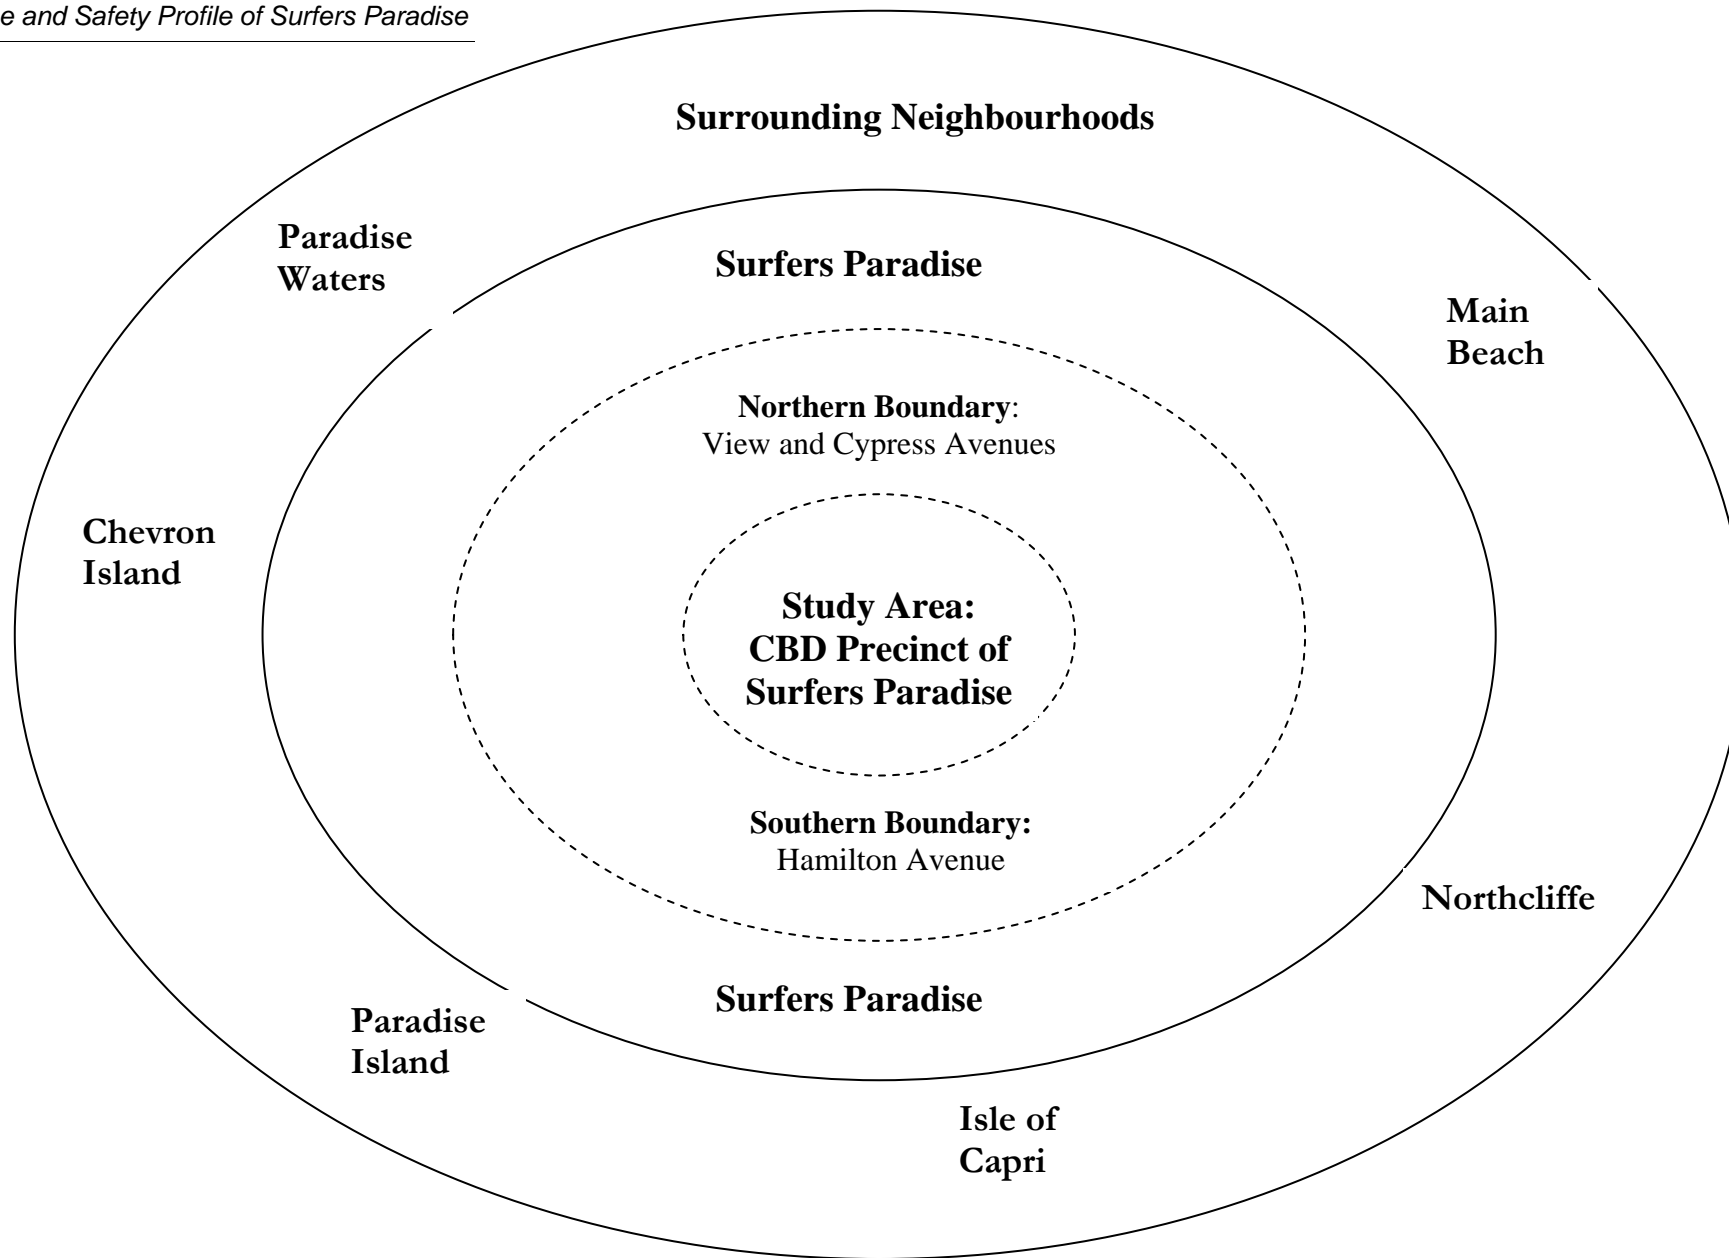 e and Safety Profile of Surfers Paradise
Surrounding Neighbourhoods
Paradise
Waters
Surfers Paradise
Main
Beach
Northern Boundary:
View and Cypress Avenues
Chevron
Island
Study Area:
CBD Precinct of
Surfers Paradise
Southern Boundary:
Hamilton Avenue
Northcliffe
Surfers Paradise
Paradise
Island
Isle of
Capri